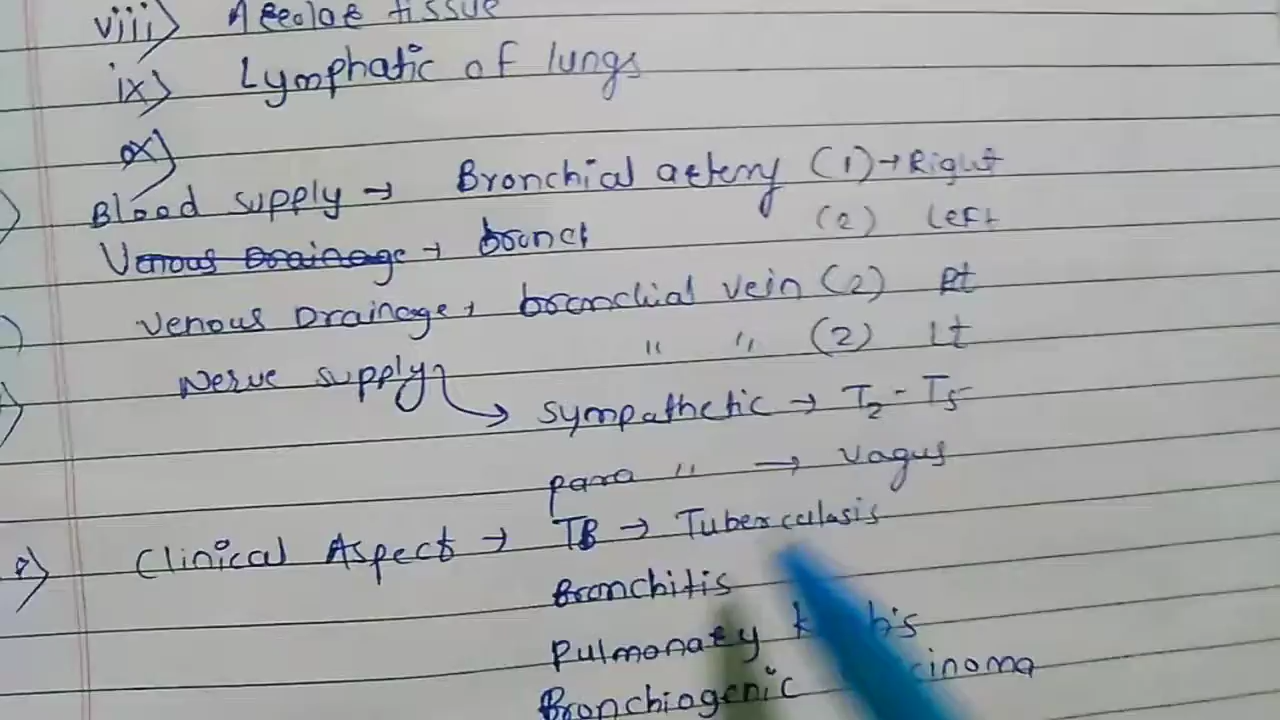 viii) Areolar tissue
ix) Lymphatic of lungs
x)
Blood supply → Bronchial artery (1) → Right
(2) Left
Venous Drainage →
Venous Drainage → bronchial vein (2) Rt
" " (2) Lt
Nerve supply
→ sympathetic → T2 - T5
para " → vagus
Clinical Aspect → TB → Tuberculasis
Bronchitis
Pulmonary
Bronchiogenic